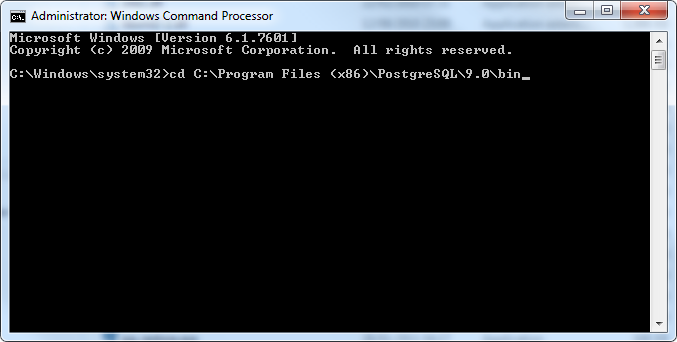 Administrator: Windows Command Processor
Microsoft Windows [Version 6.1.7601]
Copyright (c) 2009 Microsoft Corporation.  All rights reserved.
C:\Windows\system32>cd C:\Program Files (x86)\PostgreSQL\9.0\bin_